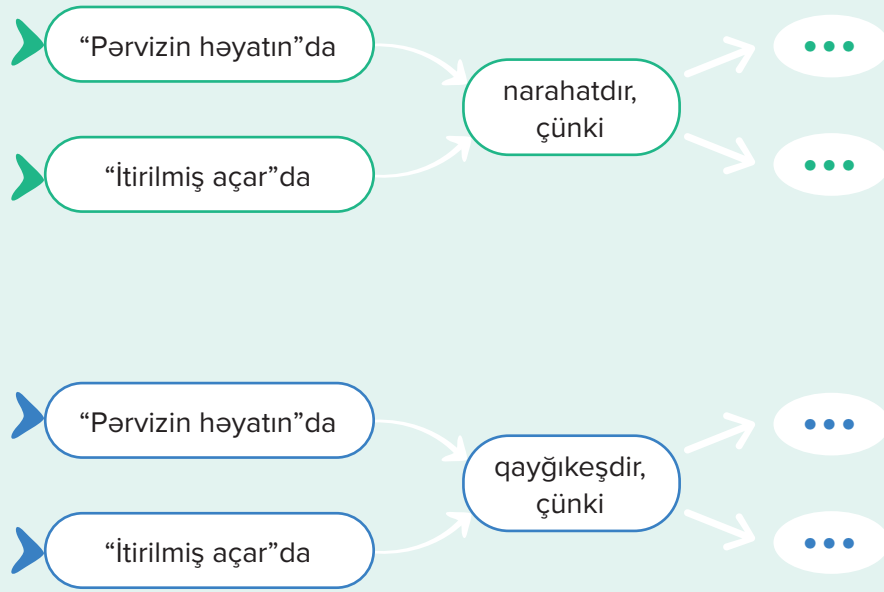 “Pərvizin həyatın”da
narahatdır,
çünki
“İtirilmiş açar”da
“Pərvizin həyatın”da
qayğıkeşdir,
çünki
“İtirilmiş açar”da